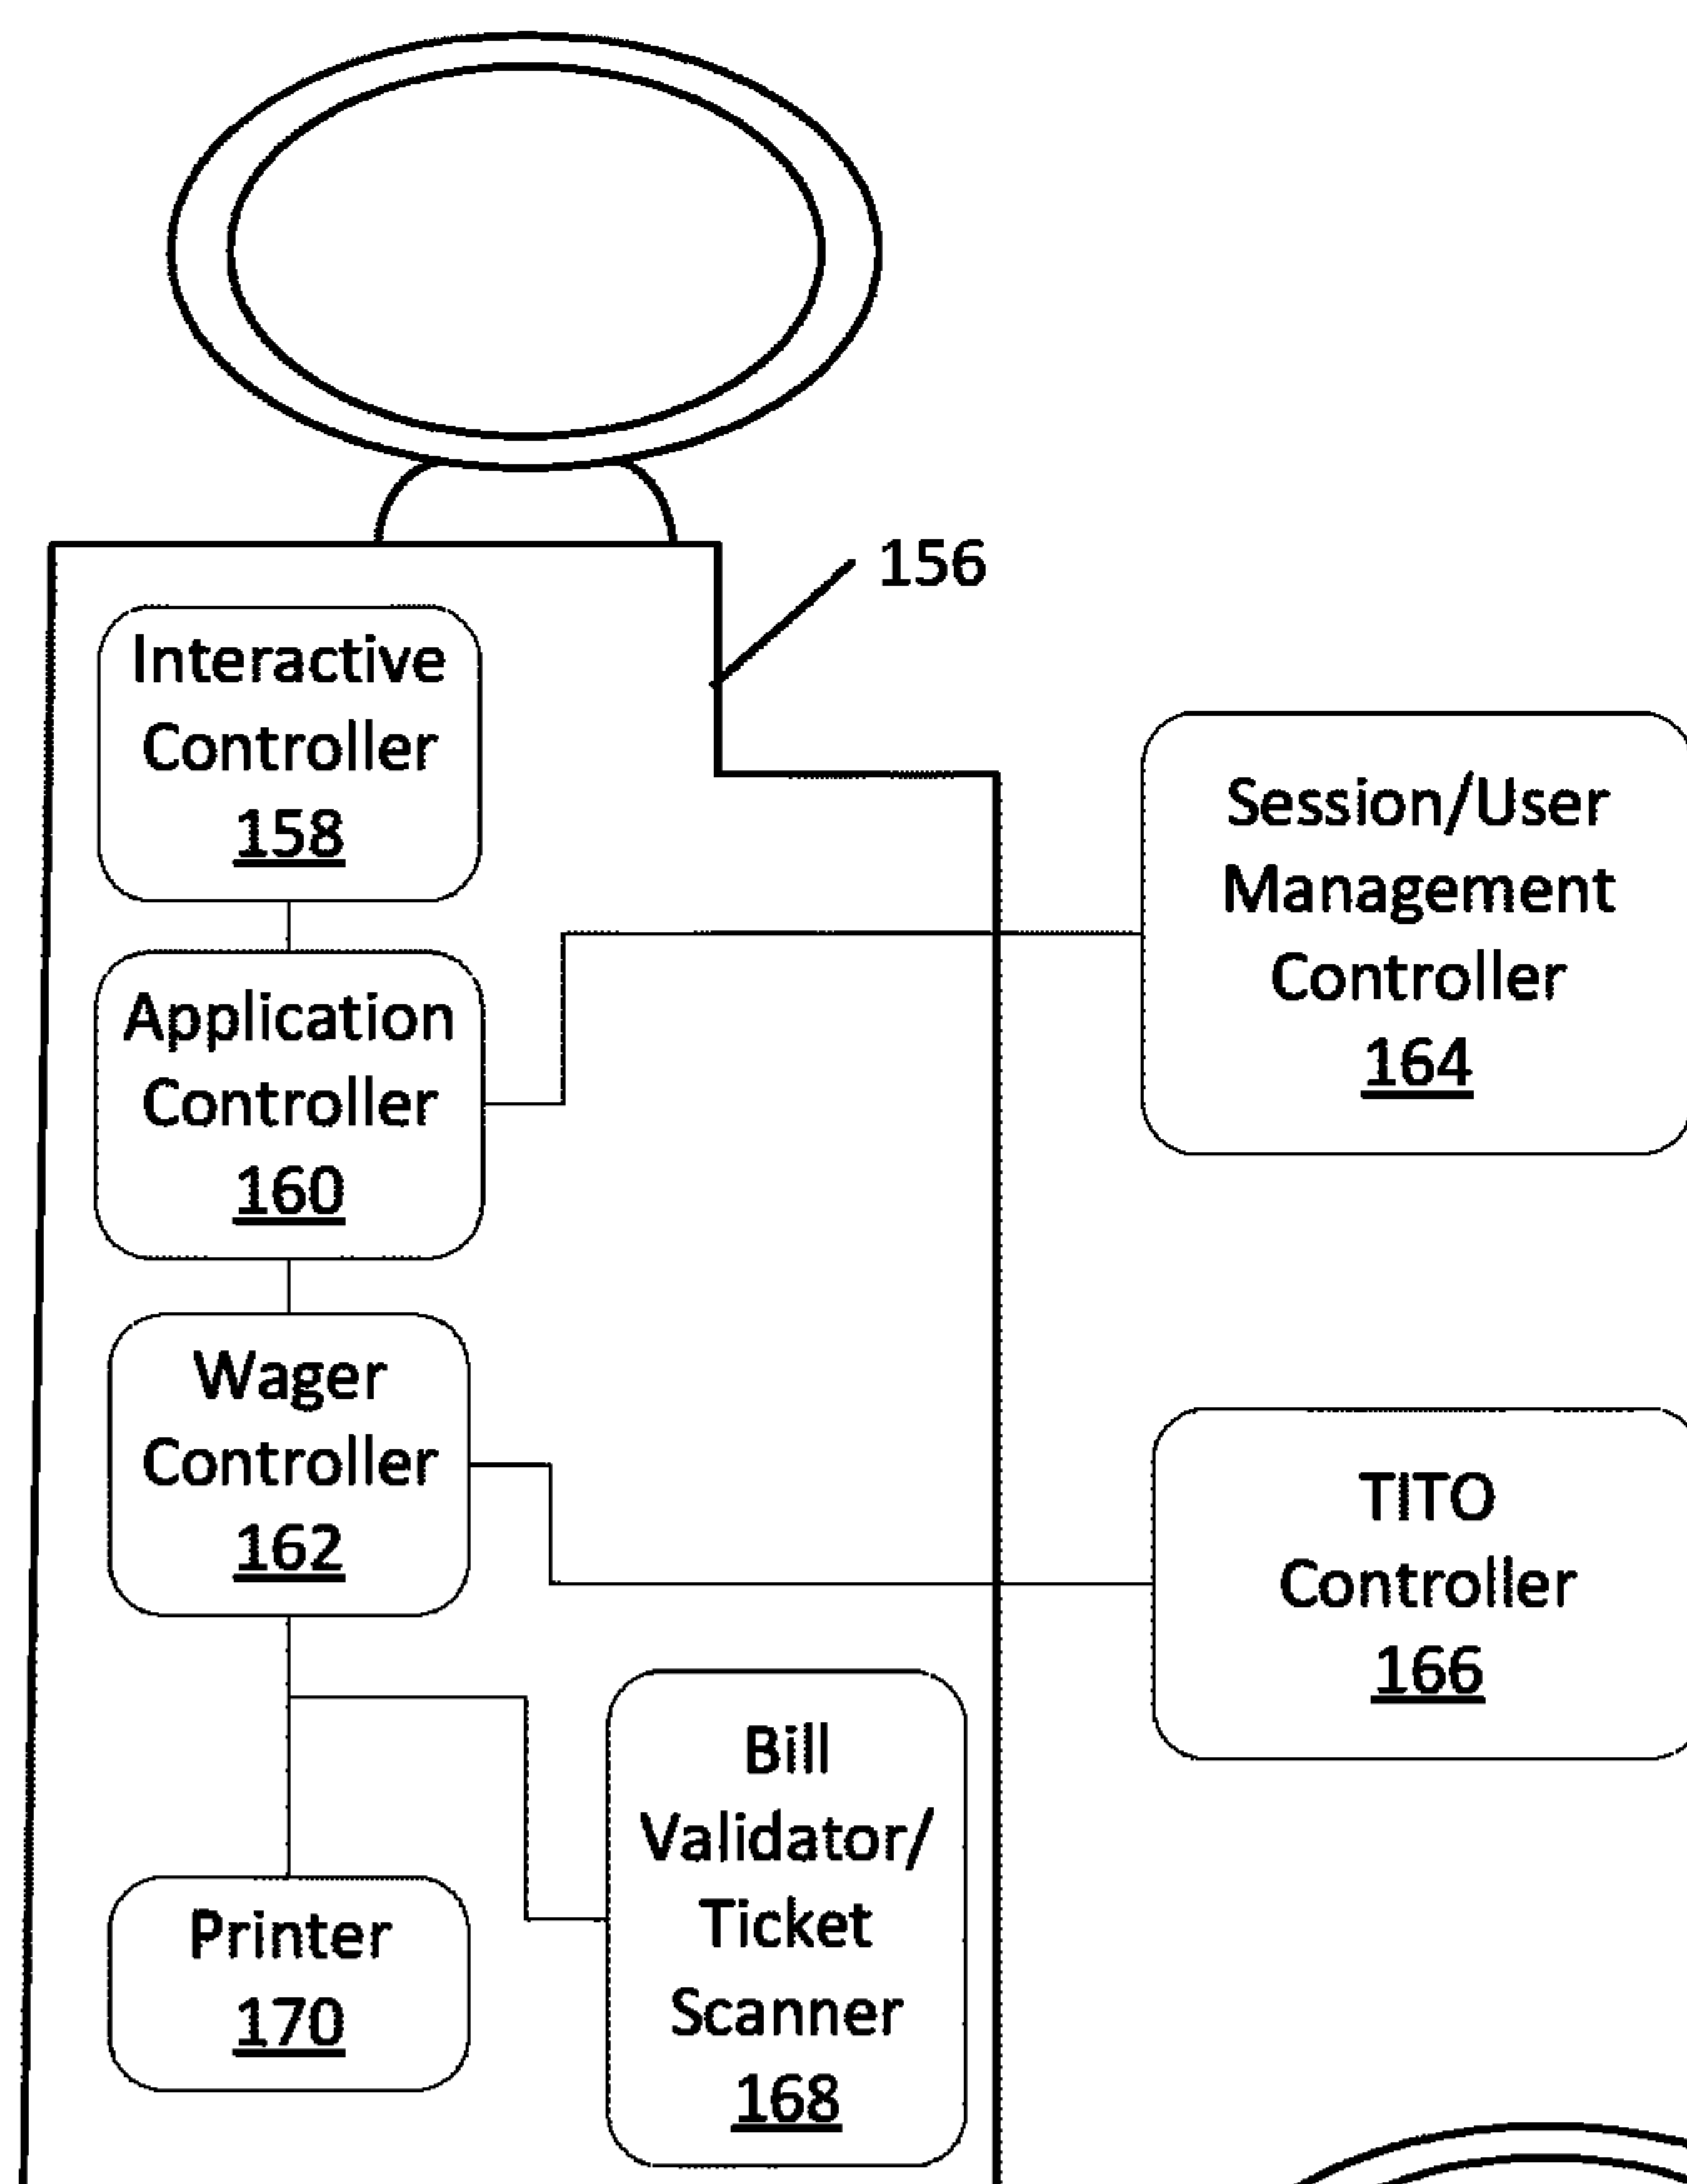 156
Interactive
Controller
158
Session/User
Management
Controller
164
Application
Controller
160
Wager
Controller
162
TITO
Controller
166
Bill
Validator/
Ticket
Scanner
168
Printer
170